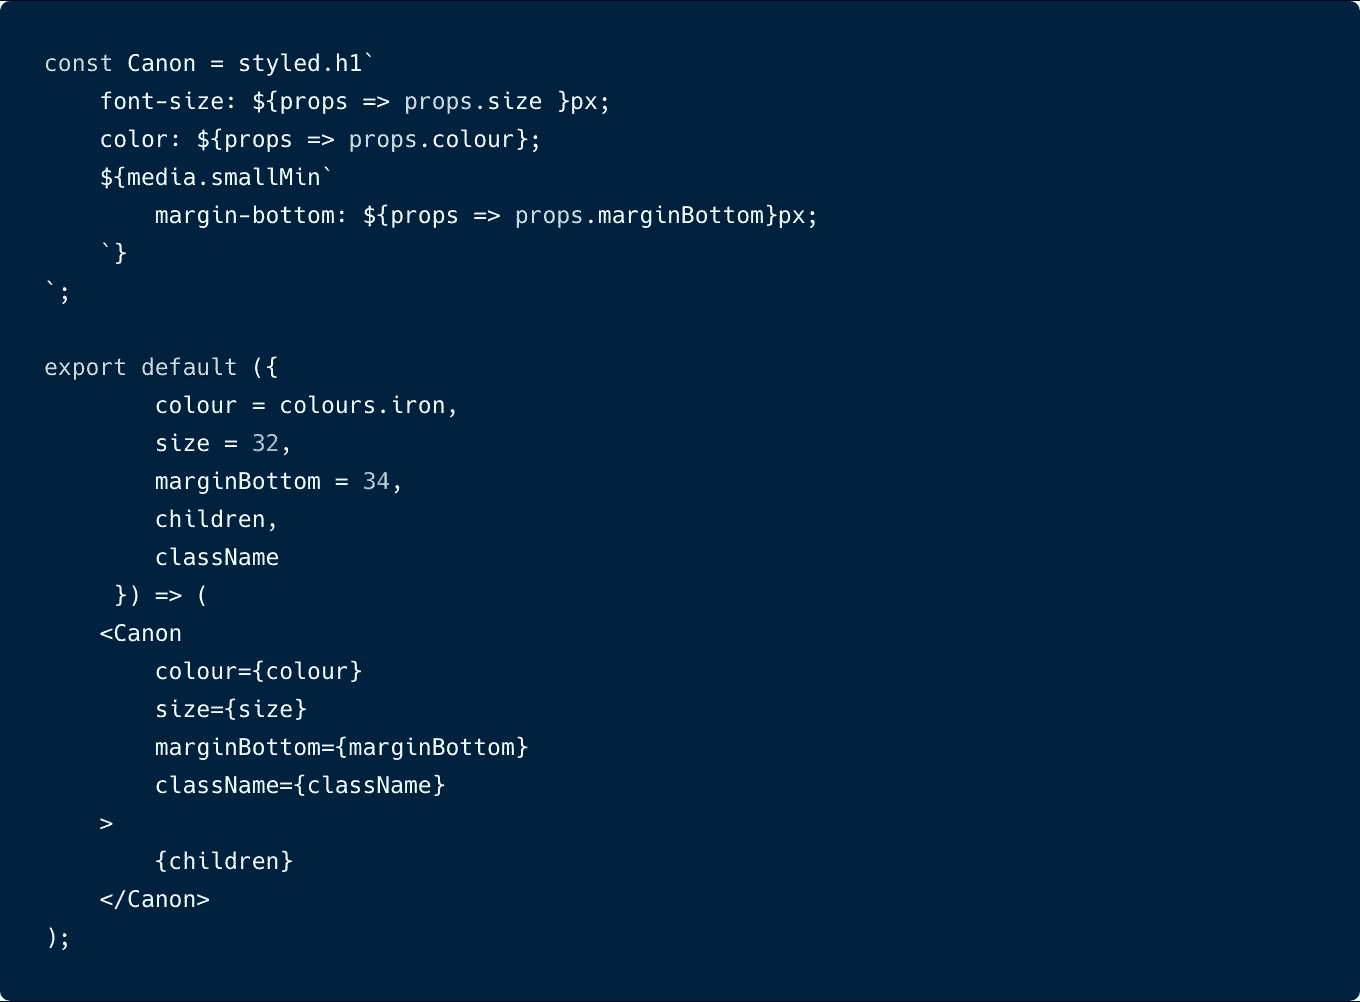 const Canon = styled.h1`
    font-size: ${props => props.size }px;
    color: ${props => props.colour};
    ${media.smallMin`
        margin-bottom: ${props => props.marginBottom}px;
    `}
`;

export default ({
        colour = colours.iron,
        size = 32,
        marginBottom = 34,
        children,
        className
     }) => (
    <Canon
        colour={colour}
        size={size}
        marginBottom={marginBottom}
        className={className}
    >
        {children}
    </Canon>
);